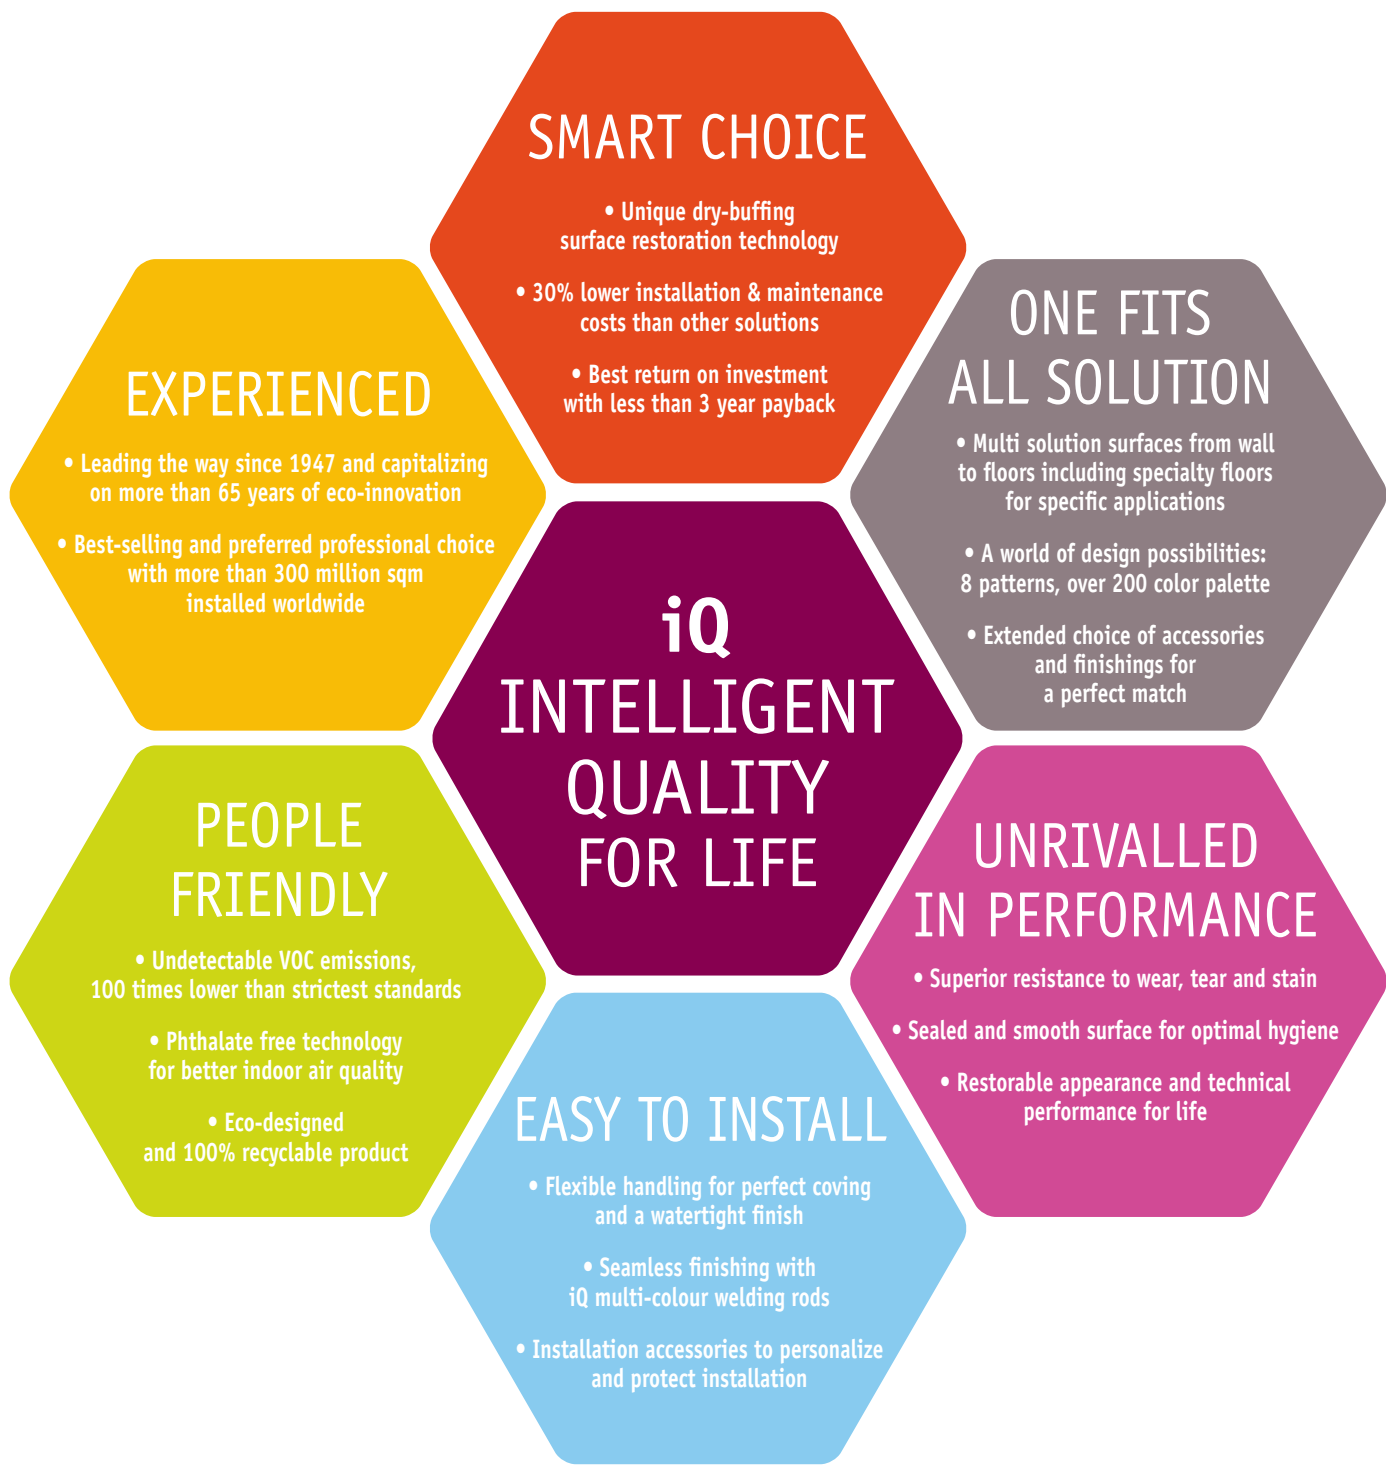 SMART CHOICE
• Unique dry-buffing
surface restoration technology
• 30% lower installation & maintenance
costs than other solutions
• Best return on investment
with less than 3 year payback
EXPERIENCED
• Leading the way since 1947 and capitalizing
on more than 65 years of eco-innovation
• Best-selling and preferred professional choice
with more than 300 million sqm
installed worldwide
ONE FITS
ALL SOLUTION
• Multi solution surfaces from wall
to floors including specialty floors
for specific applications
• A world of design possibilities:
8 patterns, over 200 color palette
• Extended choice of accessories
and finishings for
a perfect match
iQ
INTELLIGENT
QUALITY
FOR LIFE
PEOPLE
FRIENDLY
• Undetectable VOC emissions,
100 times lower than strictest standards
• Phthalate free technology
for better indoor air quality
• Eco-designed
and 100% recyclable product
UNRIVALLED
IN PERFORMANCE
• Superior resistance to wear, tear and stain
• Sealed and smooth surface for optimal hygiene
• Restorable appearance and technical
performance for life
EASY TO INSTALL
• Flexible handling for perfect coving
and a watertight finish
• Seamless finishing with
iQ multi-colour welding rods
• Installation accessories to personalize
and protect installation